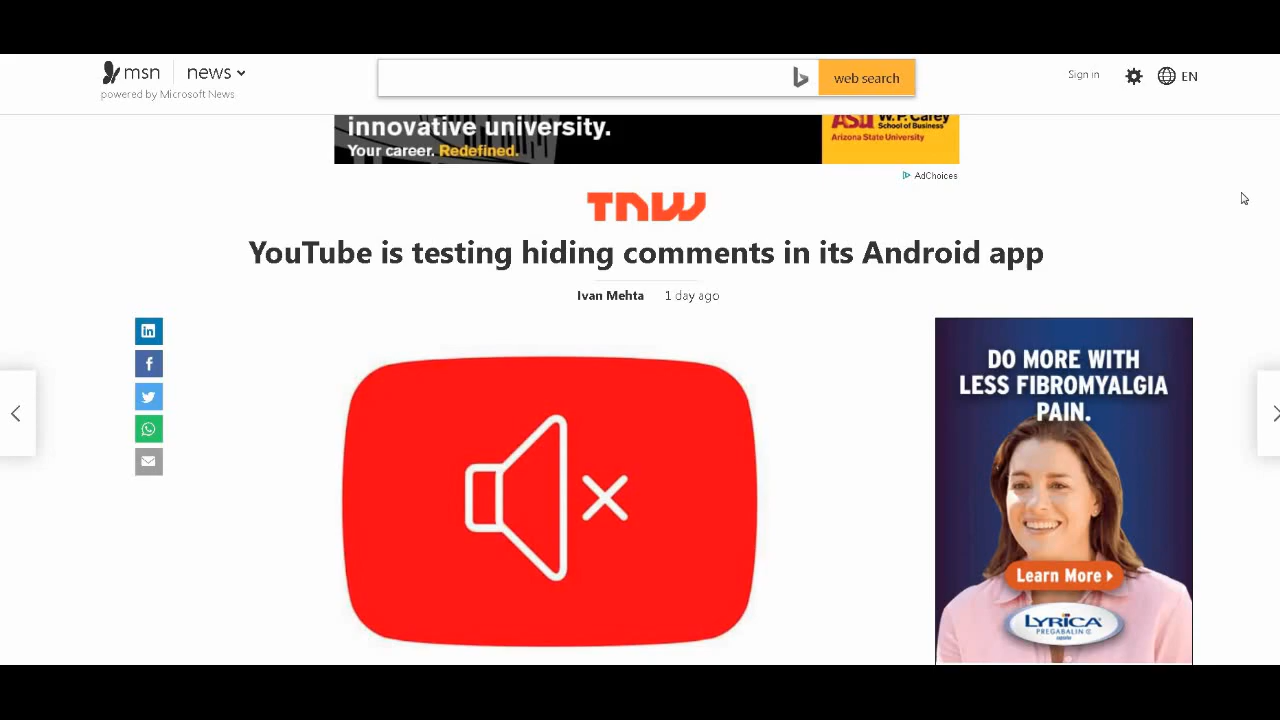 msn
news
powered by Microsoft News
web search
Sign in
EN
innovative university.
Your career. Redefined.
ASU W. P. Carey
School of Business
Arizona State University
AdChoices
TNW
YouTube is testing hiding comments in its Android app
Ivan Mehta 1 day ago
DO MORE WITH
LESS FIBROMYALGIA
PAIN.
Learn More
LYRICA
PREGABALIN